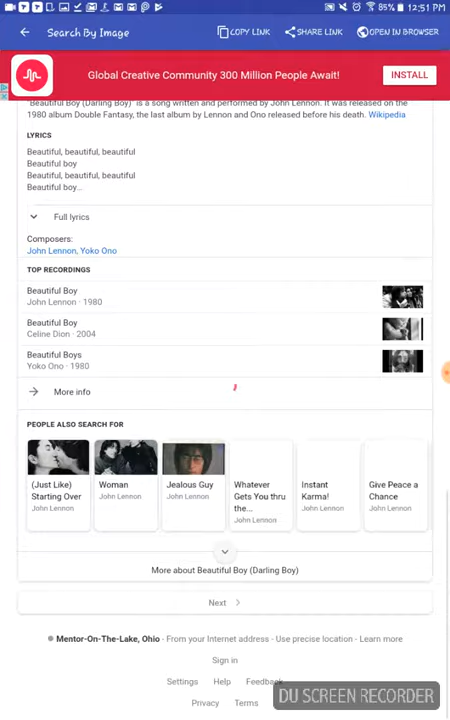 85% 12:51 PM
Search By Image
COPY LINK
SHARE LINK
OPEN IN BROWSER
Global Creative Community 300 Million People Await!
INSTALL
"Beautiful Boy (Darling Boy)" is a song written and performed by John Lennon. It was released on the
1980 album Double Fantasy, the last album by Lennon and Ono released before his death. Wikipedia
LYRICS
Beautiful, beautiful, beautiful
Beautiful boy
Beautiful, beautiful, beautiful
Beautiful boy...
Full lyrics
Composers:
John Lennon, Yoko Ono
TOP RECORDINGS
Beautiful Boy
John Lennon · 1980
Beautiful Boy
Celine Dion · 2004
Beautiful Boys
Yoko Ono · 1980
More info
PEOPLE ALSO SEARCH FOR
(Just Like)
Starting Over
John Lennon
Woman
John Lennon
Jealous Guy
John Lennon
Whatever
Gets You thru
the...
John Lennon
Instant
Karma!
John Lennon
Give Peace a
Chance
John Lennon
More about Beautiful Boy (Darling Boy)
Next
Mentor-On-The-Lake, Ohio - From your Internet address - Use precise location - Learn more
Sign in
Settings Help Feedback
Privacy Terms
DU SCREEN RECORDER